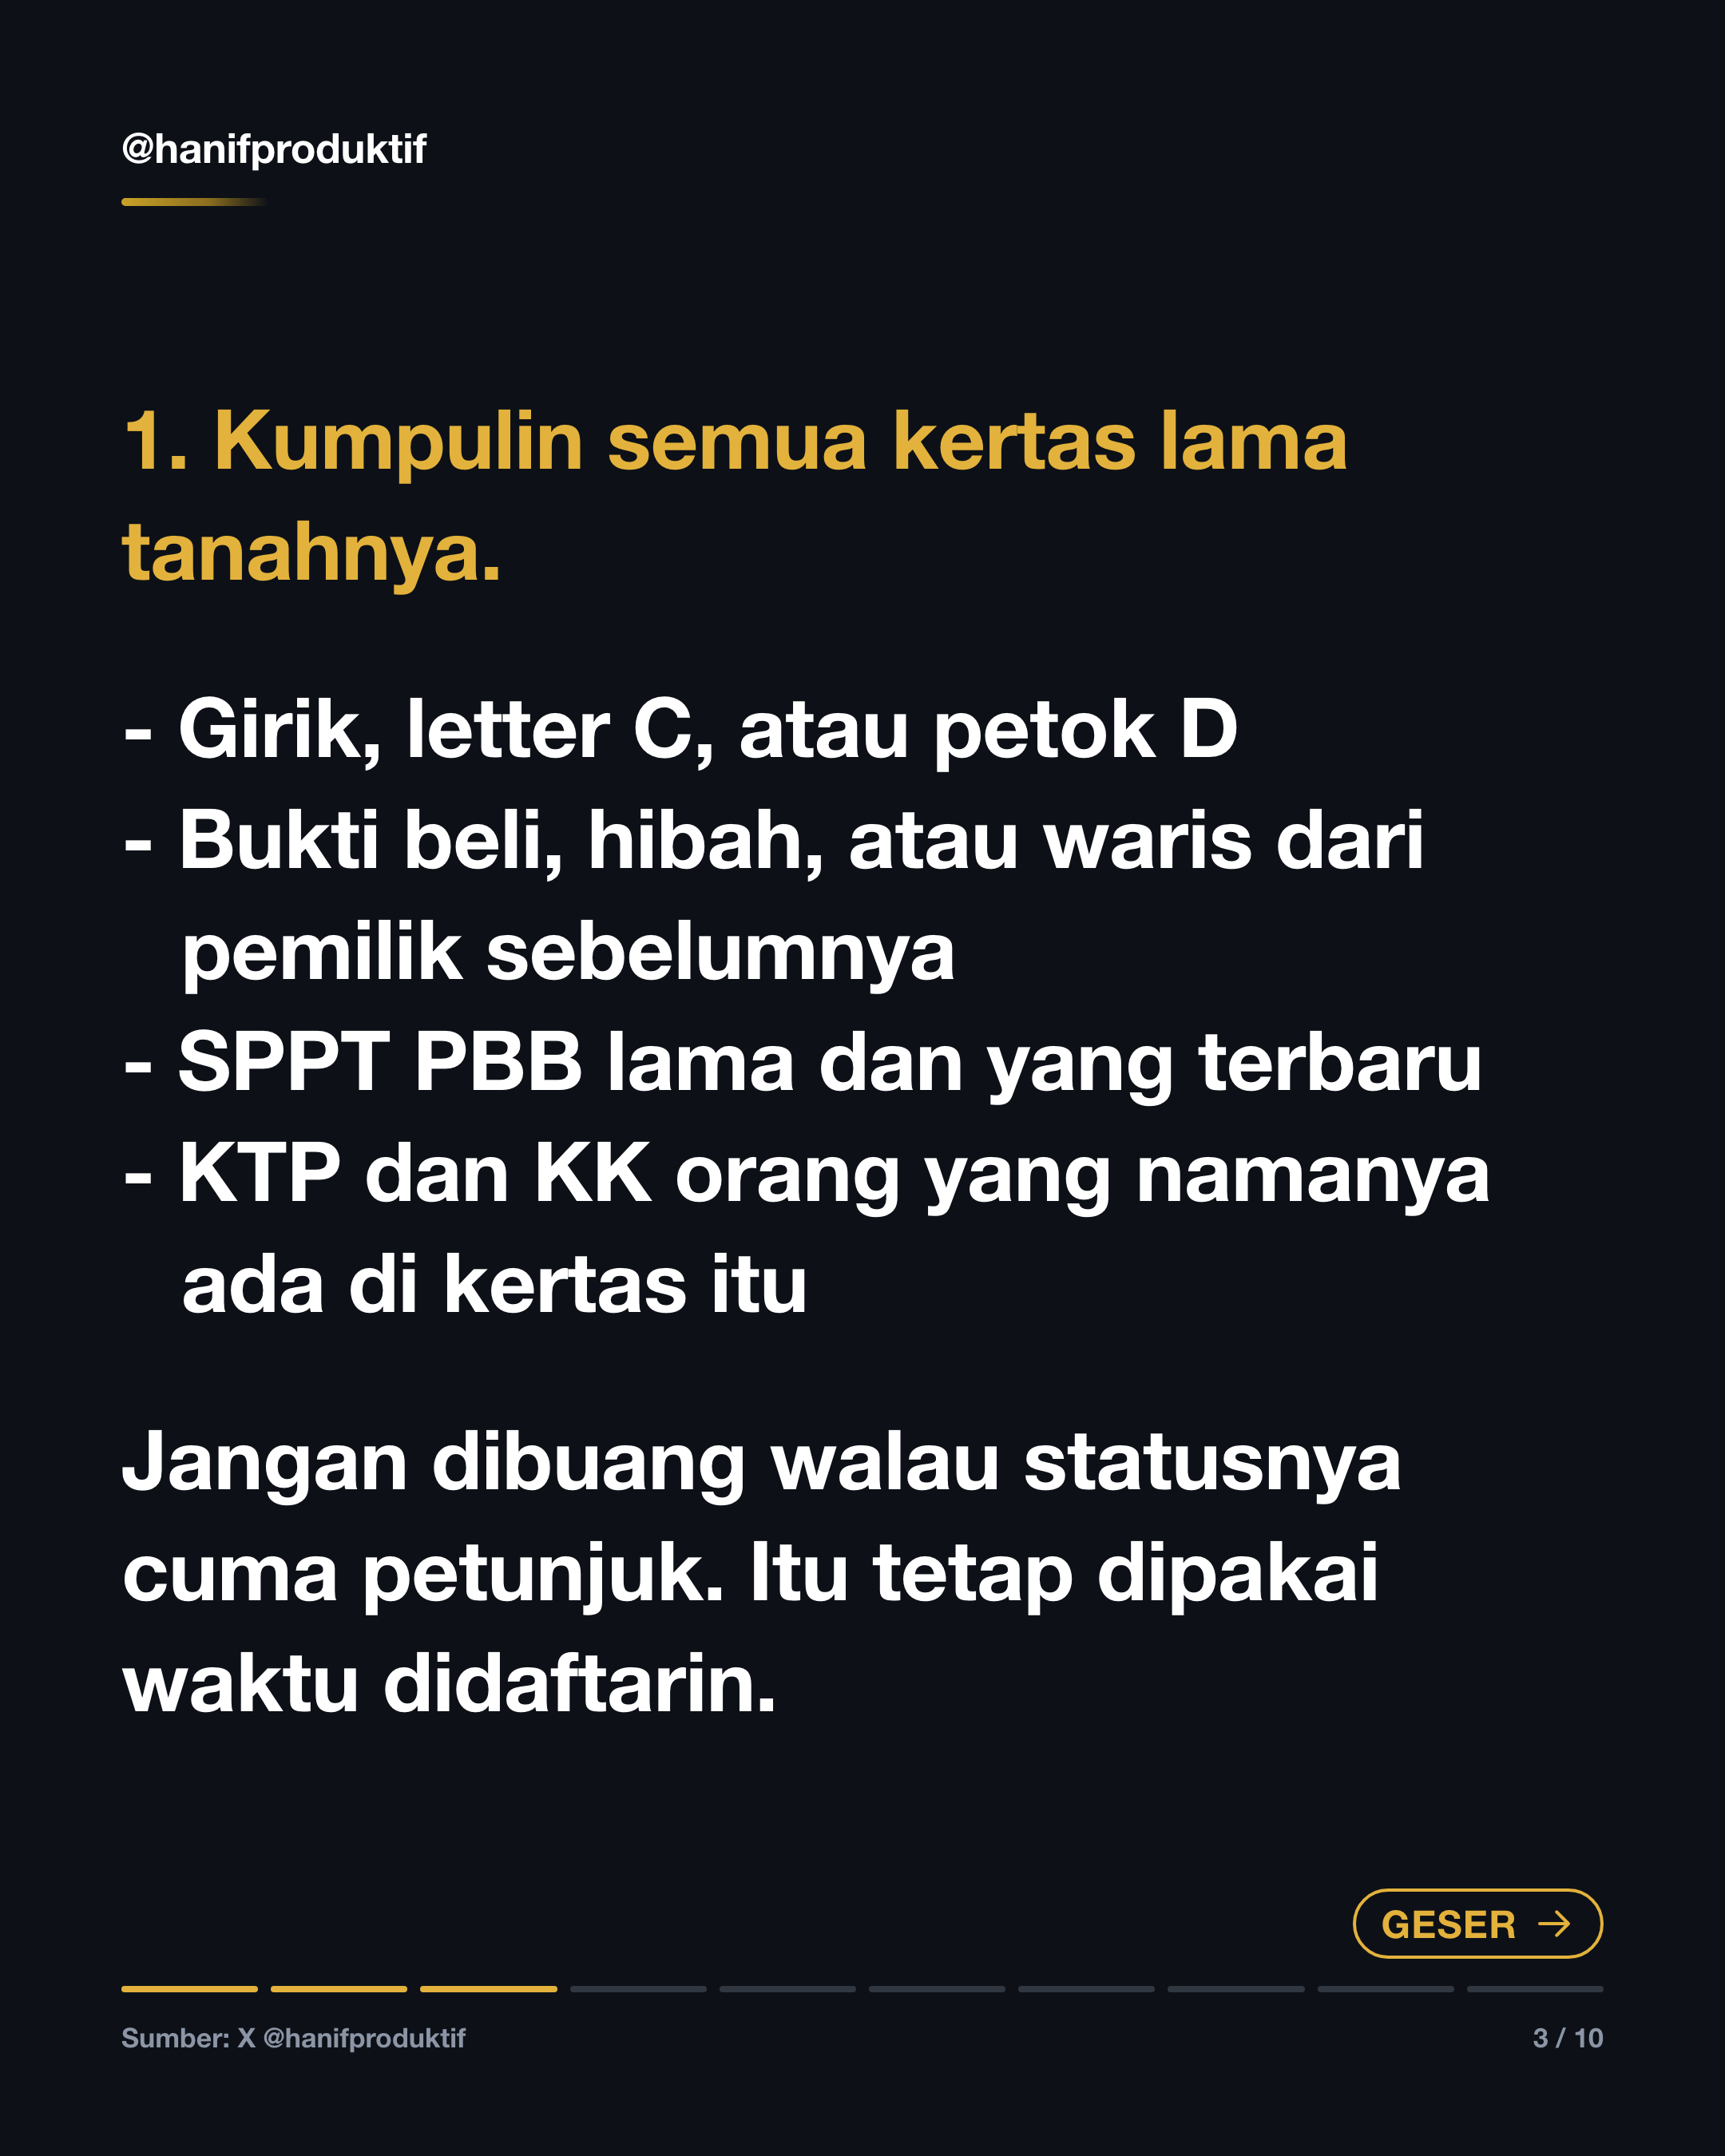 @hanifproduktif
1. Kumpulin semua kertas lama
tanahnya.
- Girik, letter C, atau petok D
- Bukti beli, hibah, atau waris dari
pemilik sebelumnya
- SPPT PBB lama dan yang terbaru
- KTP dan KK orang yang namanya
ada di kertas itu
Jangan dibuang walau statusnya
cuma petunjuk. Itu tetap dipakai
waktu didaftarin.
GESER →
Sumber: X @hanifproduktif
3 / 10